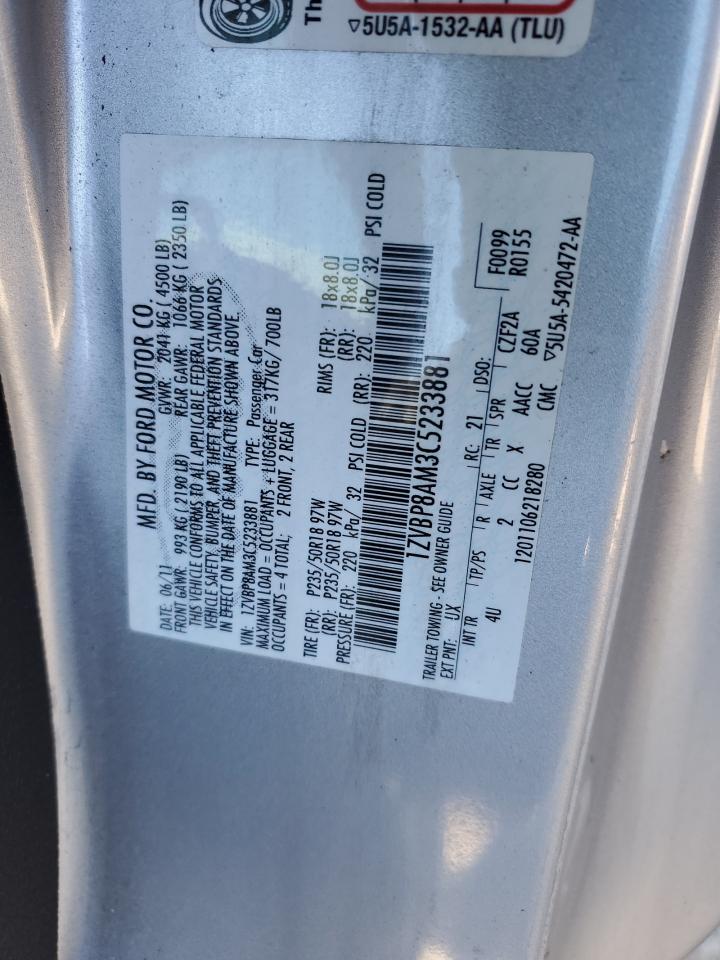 Th
▽5U5A-1532-AA (TLU)
MFD. BY FORD MOTOR CO.
DATE: 06/11 GVWR: 2041 KG ( 4500 LB)
FRONT GAWR: 993 KG ( 2190 LB) REAR GAWR: 1066 KG ( 2350 LB)
THIS VEHICLE CONFORMS TO ALL APPLICABLE FEDERAL MOTOR
VEHICLE SAFETY, BUMPER, AND THEFT PREVENTION STANDARDS
IN EFFECT ON THE DATE OF MANUFACTURE SHOWN ABOVE.
VIN: 1ZVBP8AM3C5233881 TYPE: Passenger Car
MAXIMUM LOAD = OCCUPANTS + LUGGAGE = 317KG/ 700LB
OCCUPANTS = 4 TOTAL; 2 FRONT, 2 REAR
TIRE (FR): P235/50R18 97W RIMS (FR): 18x8.0J
(RR): P235/50R18 97W (RR): 18x8.0J
PRESSURE (FR): 220 kPa/ 32 PSI COLD (RR): 220 kPa/ 32 PSI COLD
1ZVBP8AM3C5233881
TRAILER TOWING - SEE OWNER GUIDE
EXT PNT: UX RC: 21 DSO: F0099
R0155
INT TR TP/PS R AXLE TR SPR CZF2A
4U 2 CC X AACC 60A
1201106218280 CMC ▽5U5A-5420472-AA